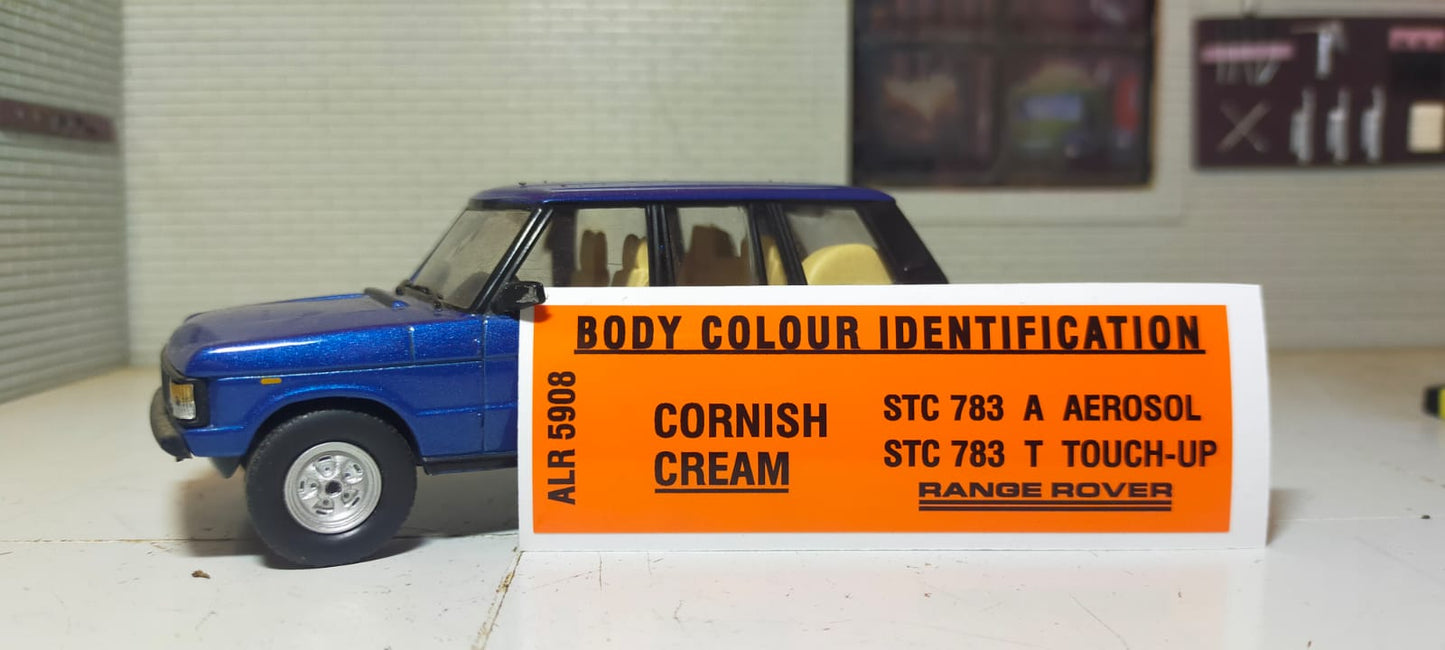 BODY COLOUR IDENTIFICATION
ALR 5908
CORNISH
CREAM
STC 783 A AEROSOL
STC 783 T TOUCH-UP
RANGE ROVER